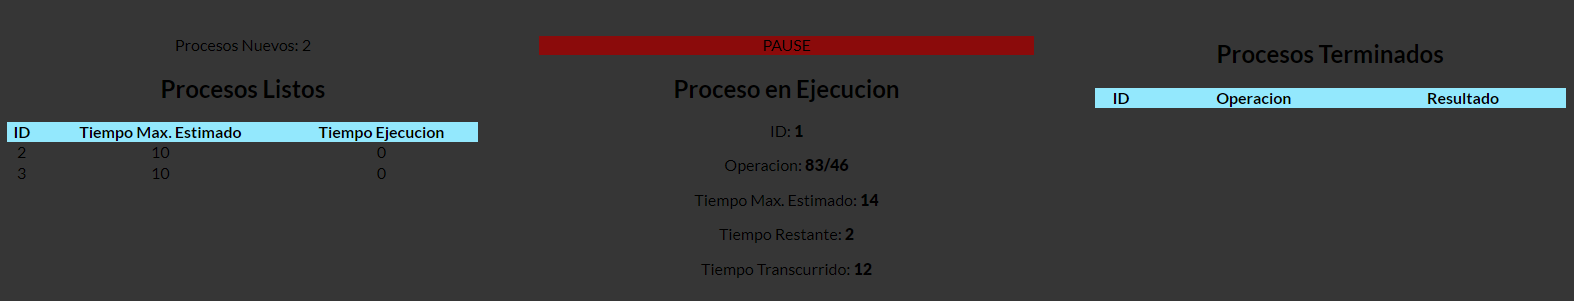 Procesos Nuevos: 2
Procesos Listos
ID Tiempo Max. Estimado Tiempo Ejecucion
2 10 0
3 10 0
PAUSE
Proceso en Ejecucion
ID: 1
Operacion: 83/46
Tiempo Max. Estimado: 14
Tiempo Restante: 2
Tiempo Transcurrido: 12
Procesos Terminados
ID Operacion Resultado